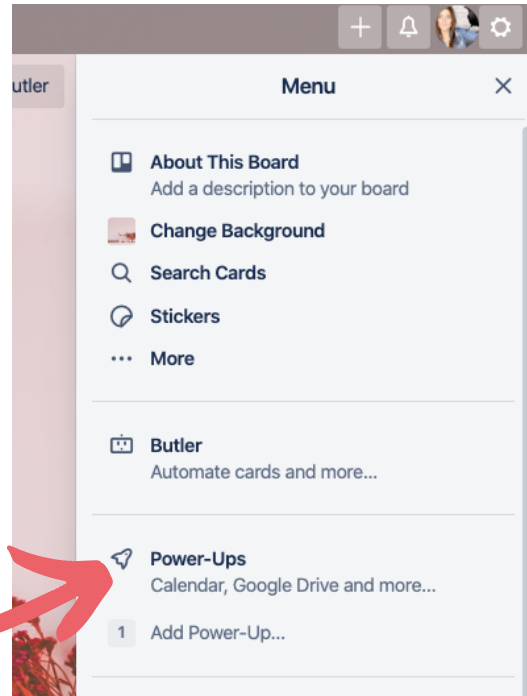 utler
Menu
About This Board
Add a description to your board
Change Background
Search Cards
Stickers
More
Butler
Automate cards and more...
Power-Ups
Calendar, Google Drive and more...
1 Add Power-Up...